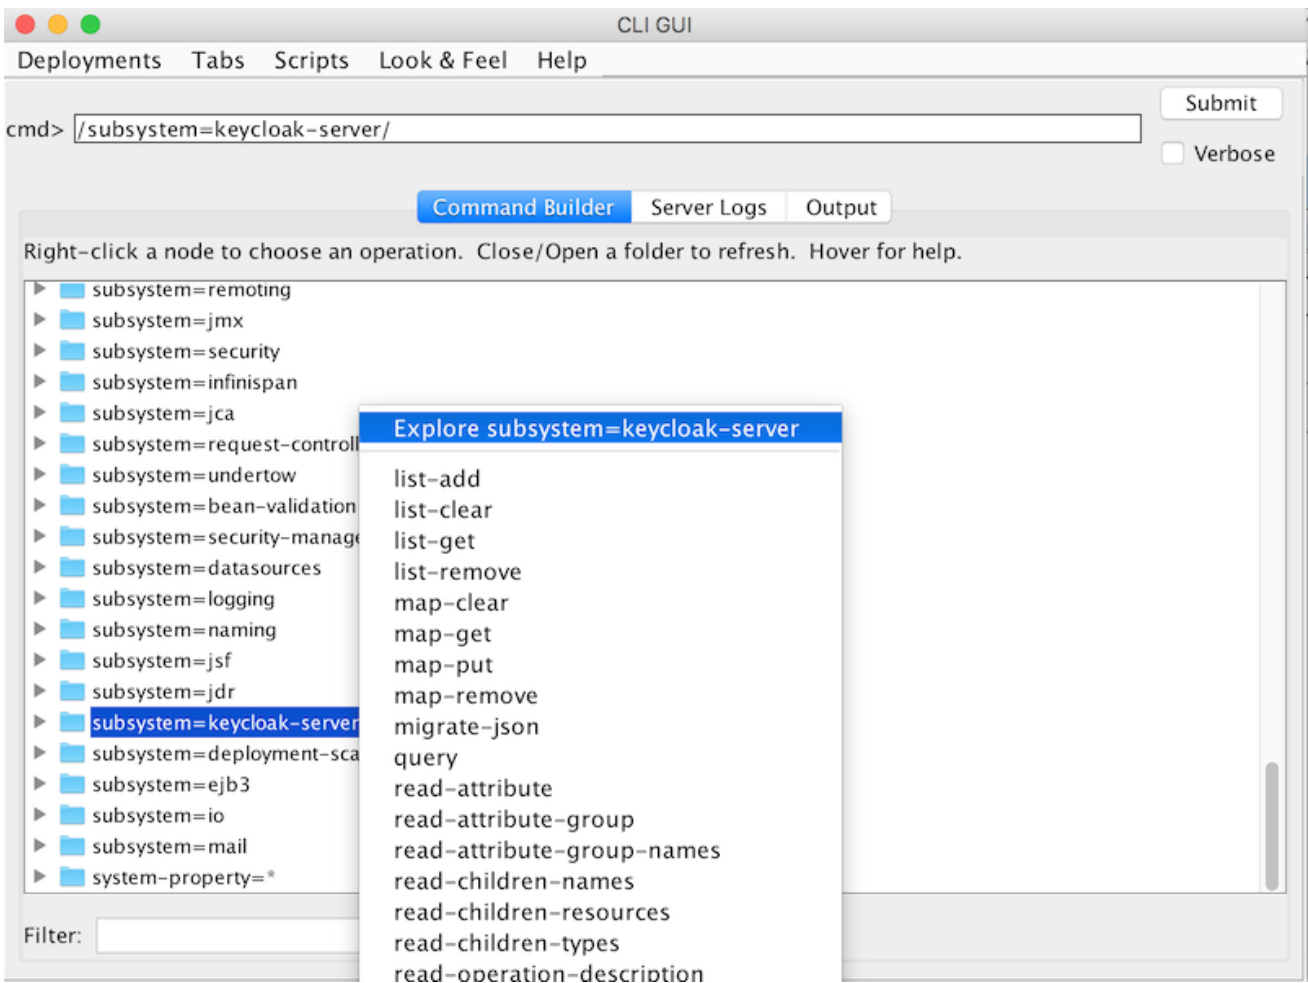 CLI GUI
Deployments Tabs Scripts Look & Feel Help
Submit
cmd> /subsystem=keycloak-server/
Verbose
Command Builder Server Logs Output
Right-click a node to choose an operation. Close/Open a folder to refresh. Hover for help.
subsystem=remoting
subsystem=jmx
subsystem=security
subsystem=infinispan
subsystem=jca
subsystem=request-controll
subsystem=undertow
subsystem=bean-validation
subsystem=security-manage
subsystem=datasources
subsystem=logging
subsystem=naming
subsystem=jsf
subsystem=jdr
subsystem=keycloak-server
subsystem=deployment-sca
subsystem=ejb3
subsystem=io
subsystem=mail
system-property=*
Explore subsystem=keycloak-server
list-add
list-clear
list-get
list-remove
map-clear
map-get
map-put
map-remove
migrate-json
query
read-attribute
read-attribute-group
read-attribute-group-names
read-children-names
read-children-resources
read-children-types
read-operation-description
Filter: